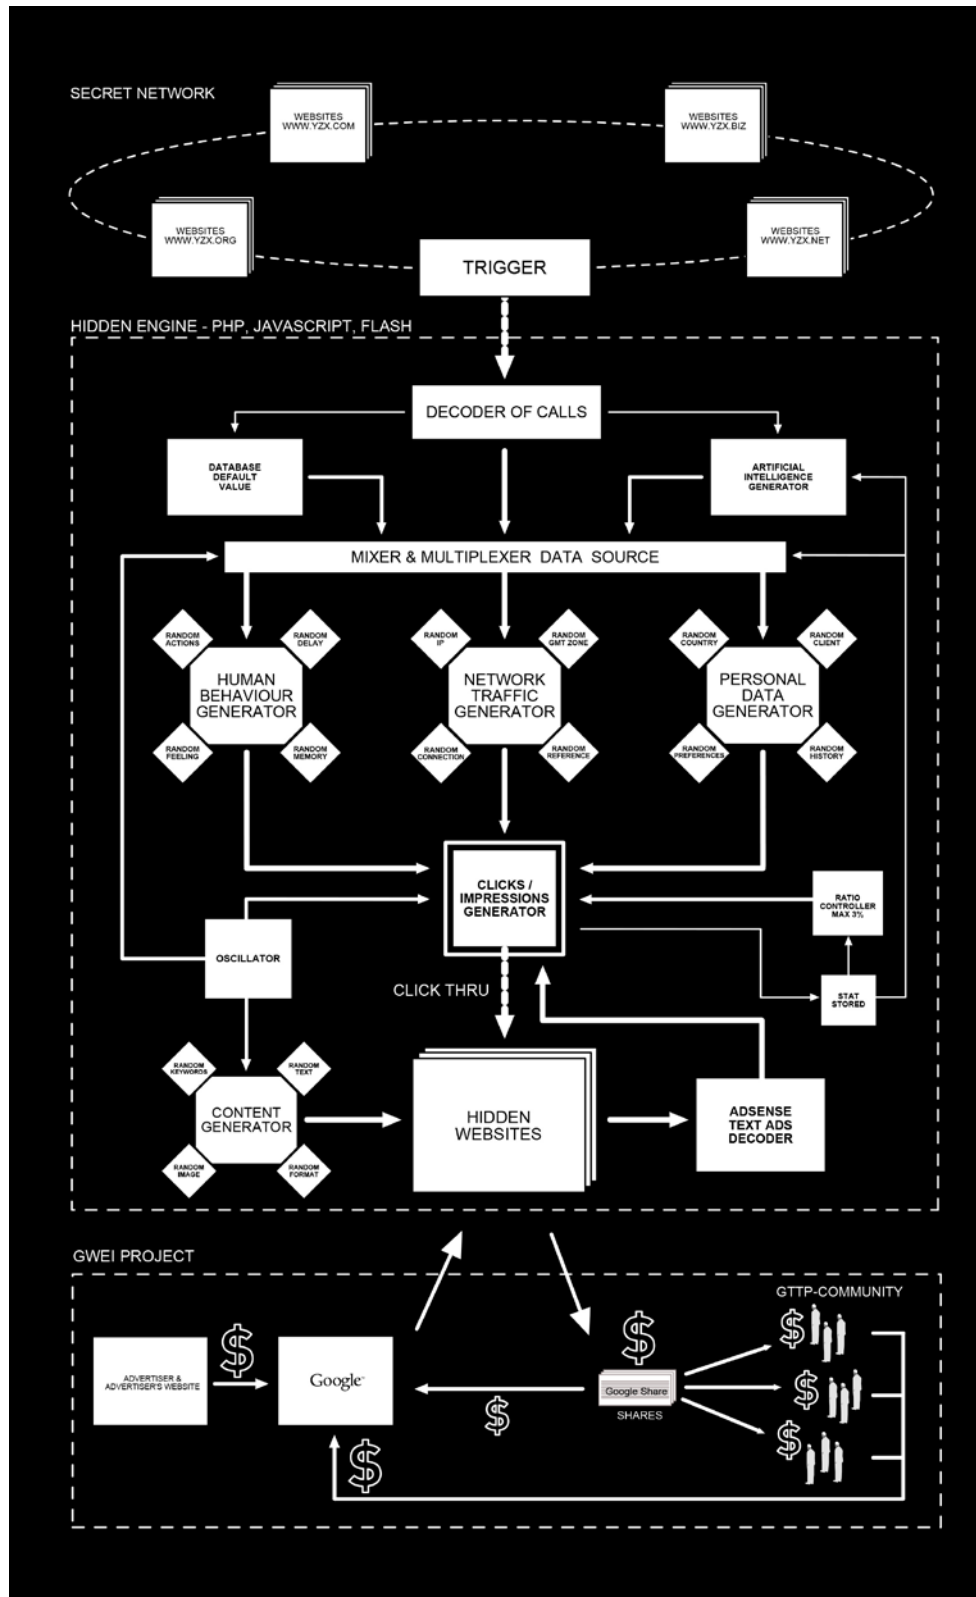 SECRET NETWORK
WEBSITES
WWW.YZX.COM
WEBSITES
WWW.YZX.BIZ
WEBSITES
WWW.YZX.ORG
WEBSITES
WWW.YZX.NET
TRIGGER
HIDDEN ENGINE - PHP, JAVASCRIPT, FLASH
DECODER OF CALLS
DATABASE
DEFAULT
VALUE
ARTIFICIAL
INTELLIGENCE
GENERATOR
MIXER & MULTIPLEXER DATA SOURCE
RANDOM
ACTIONS
RANDOM
DELAY
HUMAN
BEHAVIOUR
GENERATOR
RANDOM
FEELING
RANDOM
MEMORY
RANDOM
IP
RANDOM
GMT ZONE
NETWORK
TRAFFIC
GENERATOR
RANDOM
CONNECTION
RANDOM
REFERENCE
RANDOM
COUNTRY
RANDOM
CLIENT
PERSONAL
DATA
GENERATOR
RANDOM
PREFERENCES
RANDOM
HISTORY
CLICKS /
IMPRESSIONS
GENERATOR
RATIO
CONTROLLER
MAX 3%
OSCILLATOR
STAT
STORED
CLICK THRU
RANDOM
KEYWORDS
RANDOM
TEXT
CONTENT
GENERATOR
RANDOM
IMAGE
RANDOM
FORMAT
HIDDEN
WEBSITES
ADSENSE
TEXT ADS
DECODER
GWEI PROJECT
GTTP-COMMUNITY
ADVERTISER &
ADVERTISER'S WEBSITE
$
Google™
$
$
Google Share
SHARES
$
$
$
$